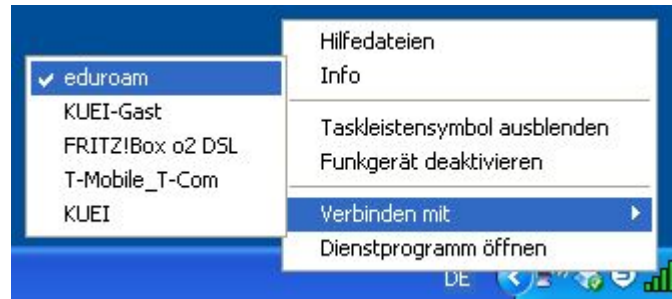 Hilfedateien
Info
Taskleistensymbol ausblenden
Funkgerät deaktivieren
Verbinden mit
Dienstprogramm öffnen
eduroam
KUEI-Gast
FRITZ!Box o2 DSL
T-Mobile_T-Com
KUEI
DE